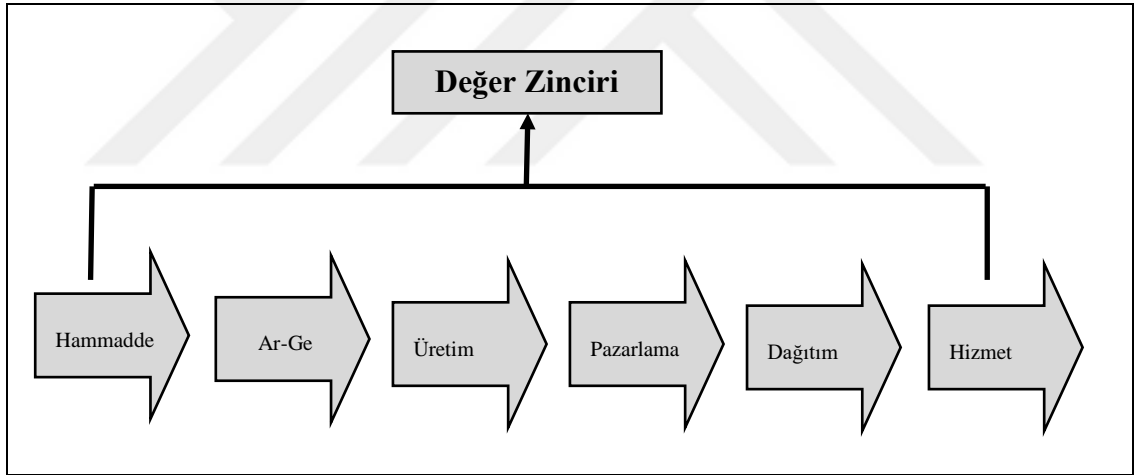 Değer Zinciri
Hammadde
Ar-Ge
Üretim
Pazarlama
Dağıtım
Hizmet